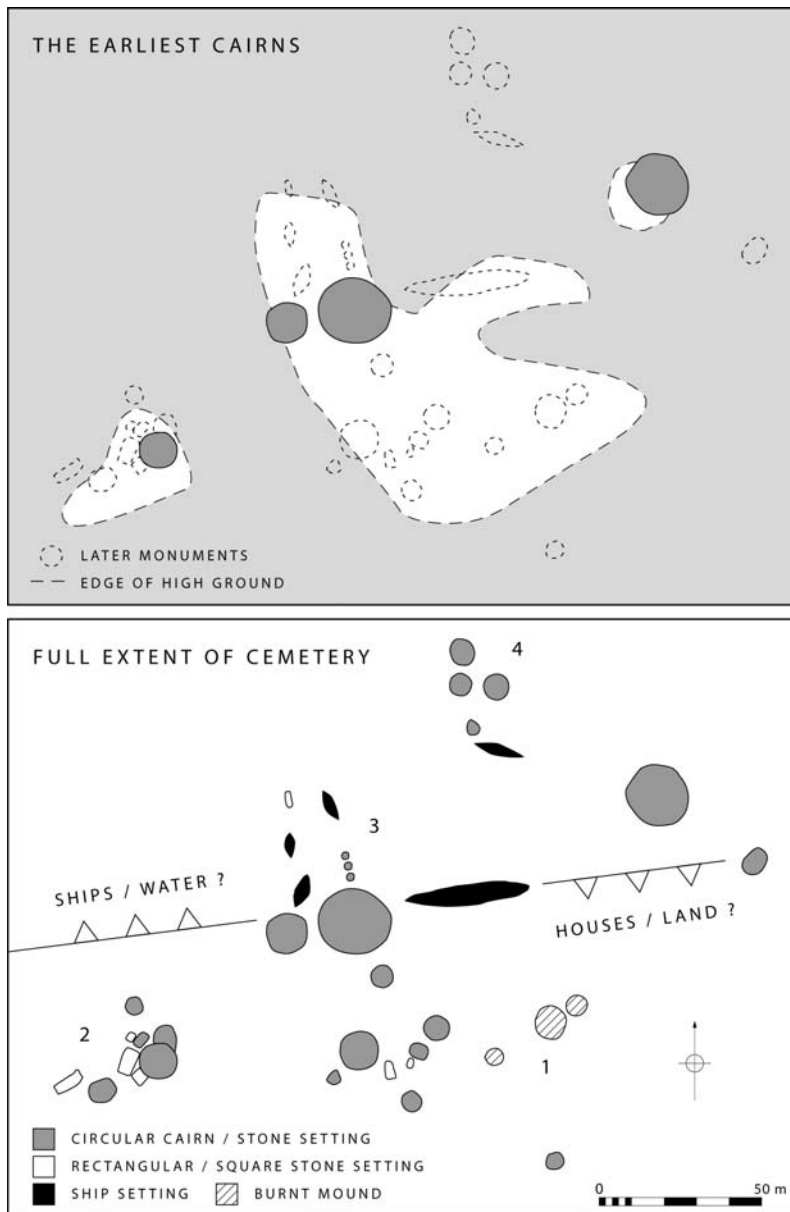 THE EARLIEST CAIRNS
LATER MONUMENTS
EDGE OF HIGH GROUND
FULL EXTENT OF CEMETERY
4
3
SHIPS / WATER ?
HOUSES / LAND ?
2
1
CIRCULAR CAIRN / STONE SETTING
RECTANGULAR / SQUARE STONE SETTING
SHIP SETTING BURNT MOUND
0 50 m